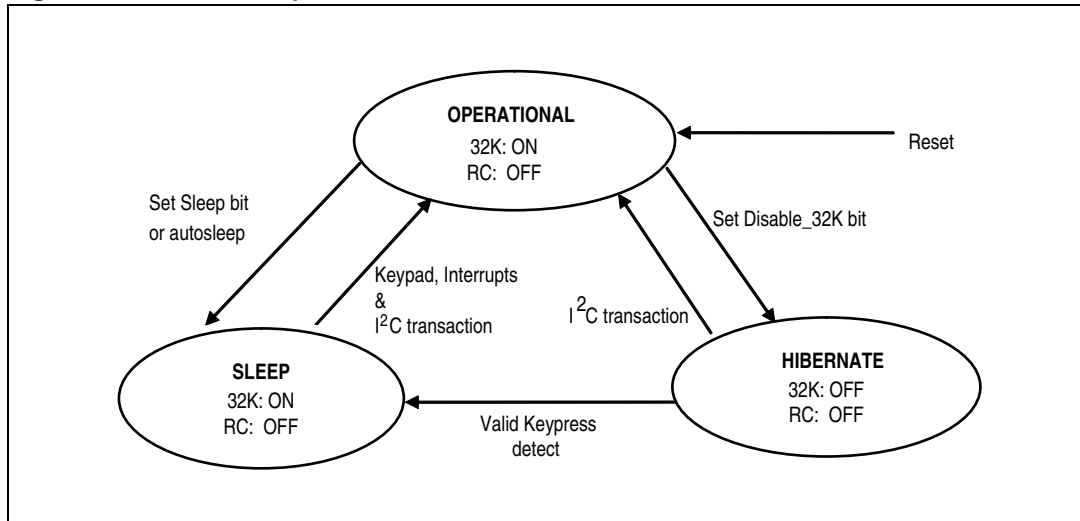 OPERATIONAL
32K: ON
RC: OFF
Reset
Set Sleep bit
or autosleep
Set Disable_32K bit
Keypad, Interrupts
&
I²C transaction
I²C transaction
SLEEP
32K: ON
RC: OFF
HIBERNATE
32K: OFF
RC: OFF
Valid Keypress
detect